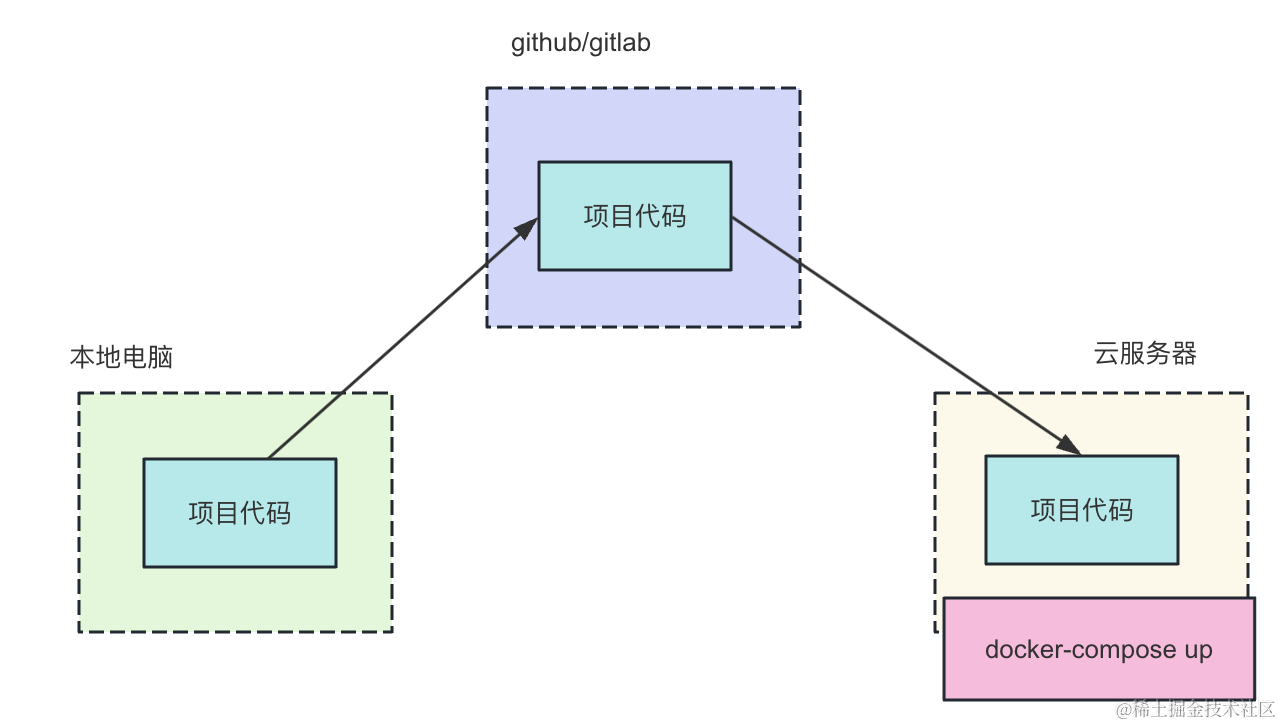 github/gitlab
项目代码
本地电脑
云服务器
项目代码
项目代码
docker-compose up
@稀土掘金技术社区